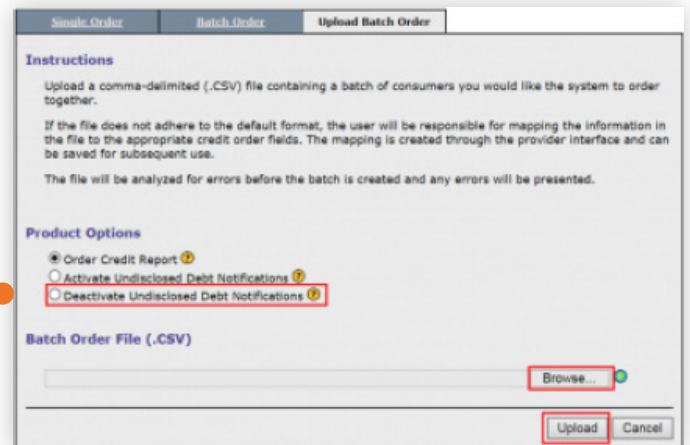 Single Order Batch Order Upload Batch Order
Instructions
Upload a comma-delimited (.CSV) file containing a batch of consumers you would like the system to order
together.
If the file does not adhere to the default format, the user will be responsible for mapping the information in
the file to the appropriate credit order fields. The mapping is created through the provider interface and can
be saved for subsequent use.
The file will be analyzed for errors before the batch is created and any errors will be presented.
Product Options
Order Credit Report ?
Activate Undisclosed Debt Notifications ?
Deactivate Undisclosed Debt Notifications ?
Batch Order File (.CSV)
Browse...
Upload Cancel